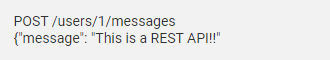 POST /users/1/messages
{"message": "This is a REST API!!"